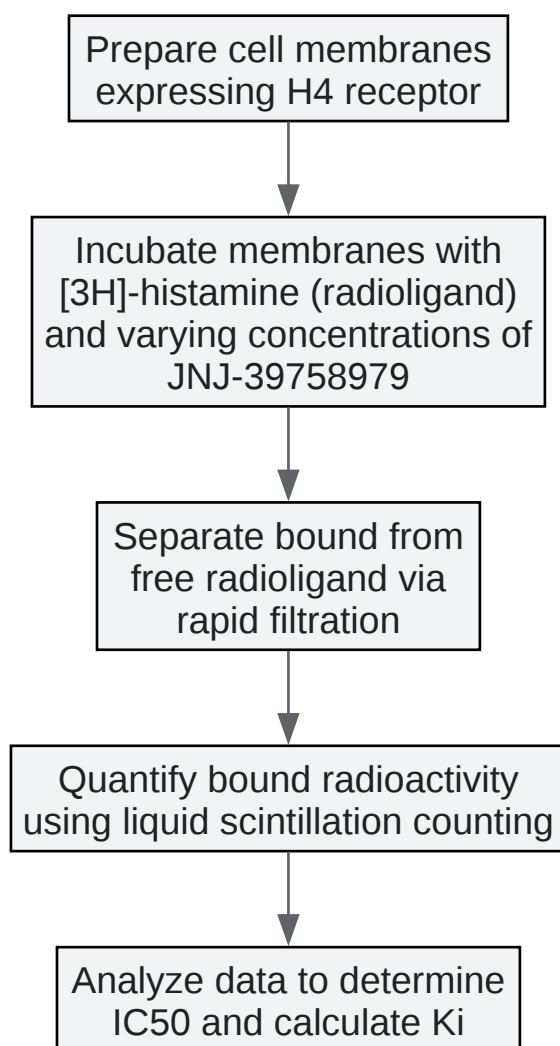 Prepare cell membranes
expressing H4 receptor
Incubate membranes with
[3H]-histamine (radioligand)
and varying concentrations of
JNJ-39758979
Separate bound from
free radioligand via
rapid filtration
Quantify bound radioactivity
using liquid scintillation counting
Analyze data to determine
IC50 and calculate Ki